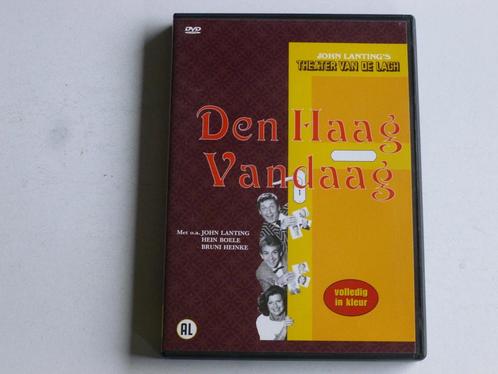 DVD
JOHN LANTING'S
THEATER VAN DE LACH
Den Haag
Vandaag
Met o.a. JOHN LANTING
HEIN BOELE
BRUNI HEINKE
volledig
in kleur
AL